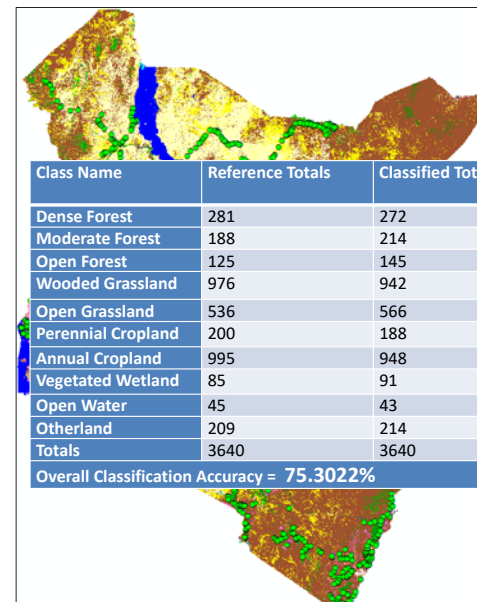 Class Name Reference Totals Classified Tot
Dense Forest 281 272
Moderate Forest 188 214
Open Forest 125 145
Wooded Grassland 976 942
Open Grassland 536 566
Perennial Cropland 200 188
Annual Cropland 995 948
Vegetated Wetland 85 91
Open Water 45 43
Otherland 209 214
Totals 3640 3640
Overall Classification Accuracy = 75.3022%